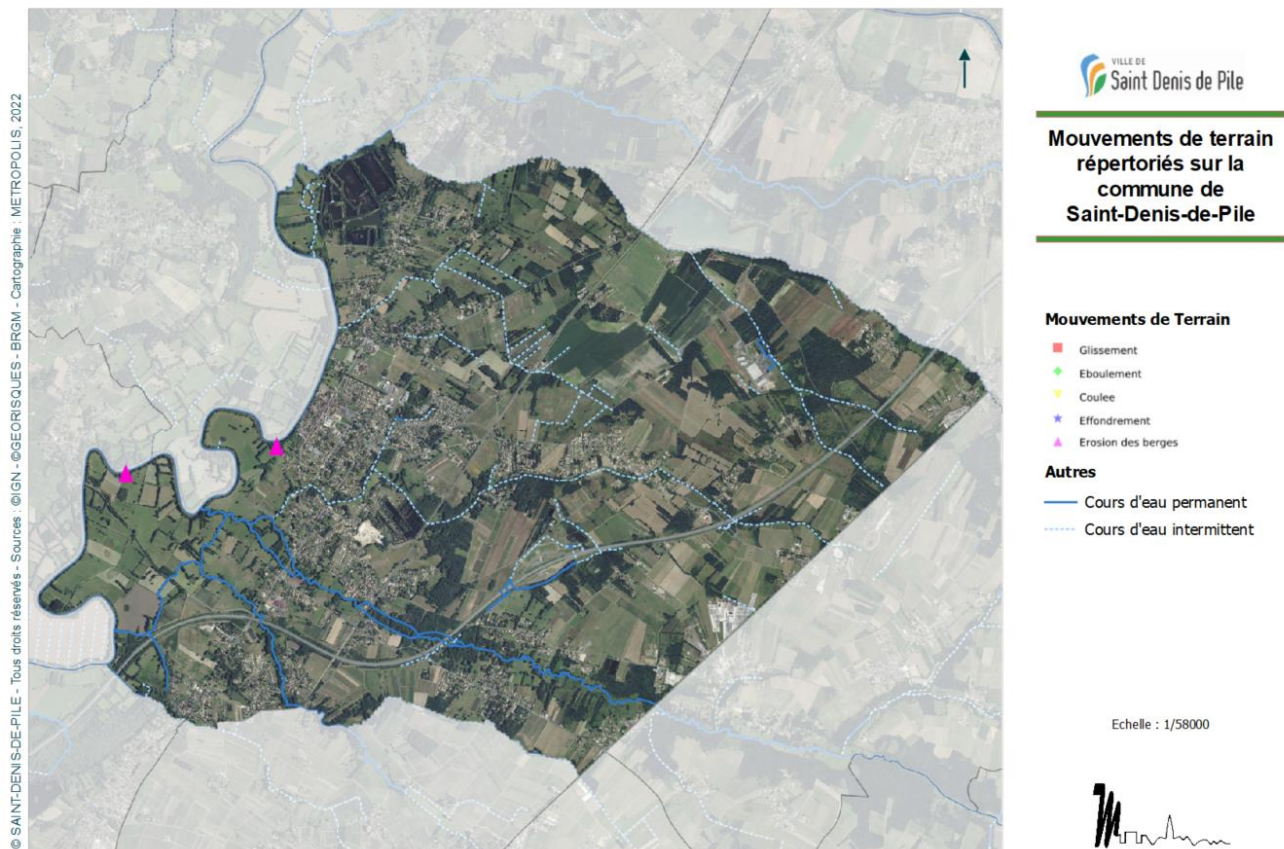 © SAINT-DENIS-DE-PILE - Tous droits réservés - Sources : ©IGN - ©GEORISQUES - BRGM - Cartographie : METROPOLIS, 2022
VILLE DE
Saint Denis de Pile
Mouvements de terrain
répertoriés sur la
commune de
Saint-Denis-de-Pile
Mouvements de Terrain
Glissement
Eboulement
Coulee
Effondrement
Erosion des berges
Autres
Cours d'eau permanent
Cours d'eau intermittent
Echelle : 1/58000